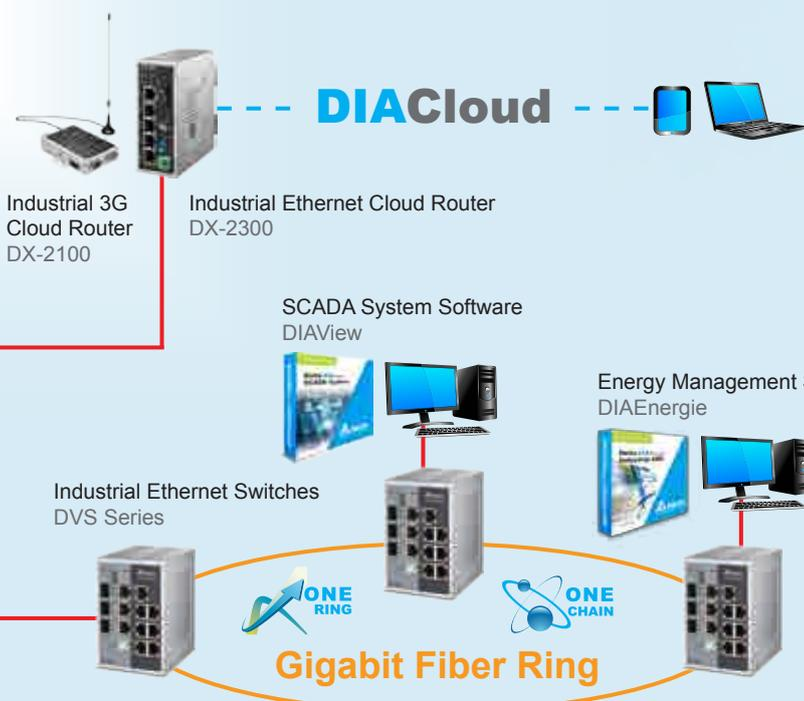 DIACloud
Industrial 3G
Cloud Router
DX-2100
Industrial Ethernet Cloud Router
DX-2300
SCADA System Software
DIAView
Energy Management
DIAEnergie
Industrial Ethernet Switches
DVS Series
ONE
RING
ONE
CHAIN
Gigabit Fiber Ring